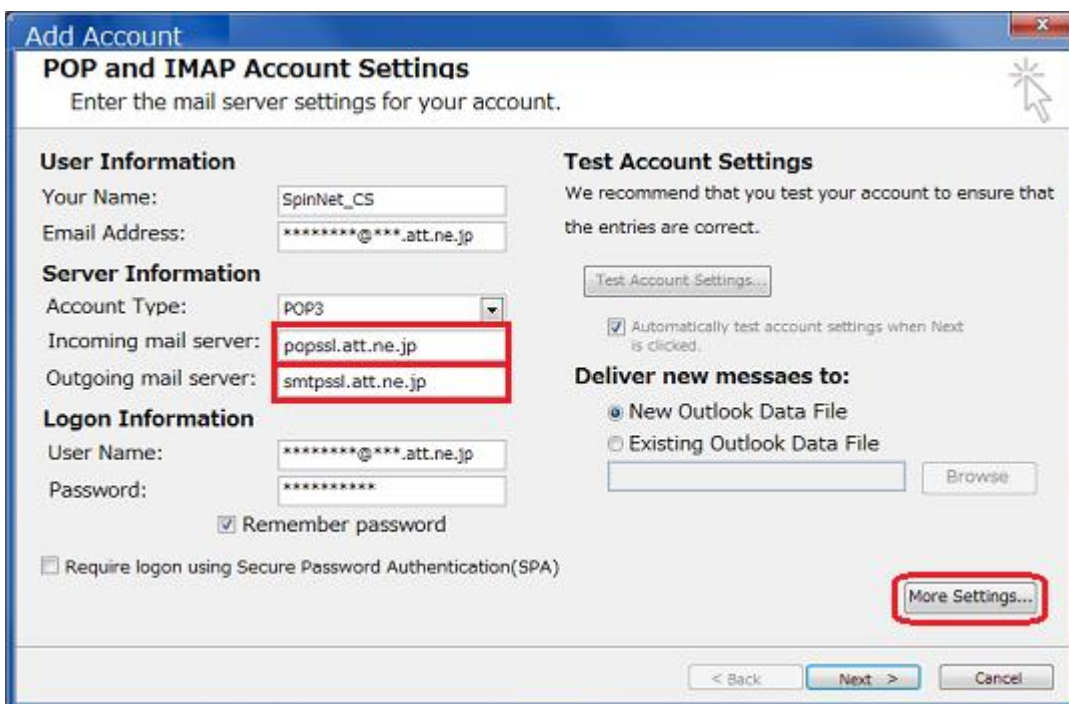 Add Account
POP and IMAP Account Settings
Enter the mail server settings for your account.
User Information
Your Name:
SpinNet_CS
Email Address:
********@***.att.ne.jp
Server Information
Account Type:
POP3
Incoming mail server:
popssl.att.ne.jp
Outgoing mail server:
smtpssl.att.ne.jp
Logon Information
User Name:
********@***.att.ne.jp
Password:
**********
Remember password
Require logon using Secure Password Authentication(SPA)
Test Account Settings
We recommend that you test your account to ensure that
the entries are correct.
Test Account Settings...
Automatically test account settings when Next
is clicked.
Deliver new messaes to:
New Outlook Data File
Existing Outlook Data File
Browse
More Settings...
< Back
Next >
Cancel